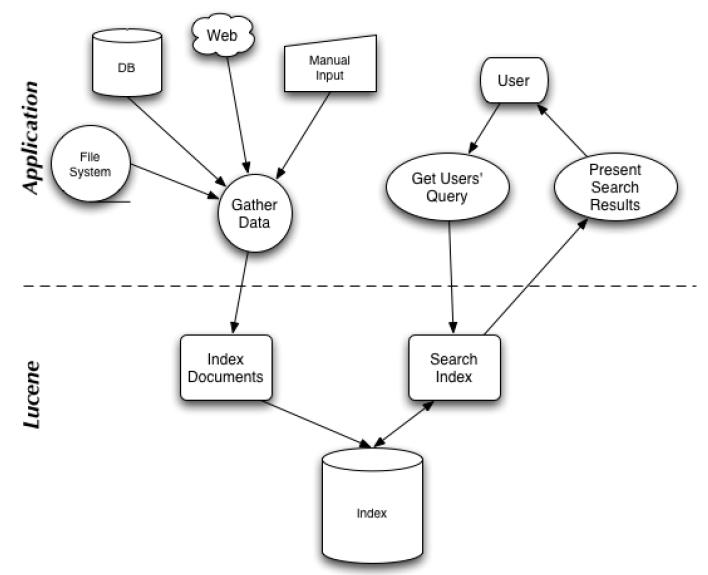 Application
Web
DB
Manual
Input
User
File
System
Gather
Data
Get Users'
Query
Present
Search
Results
Lucene
Index
Documents
Search
Index
Index